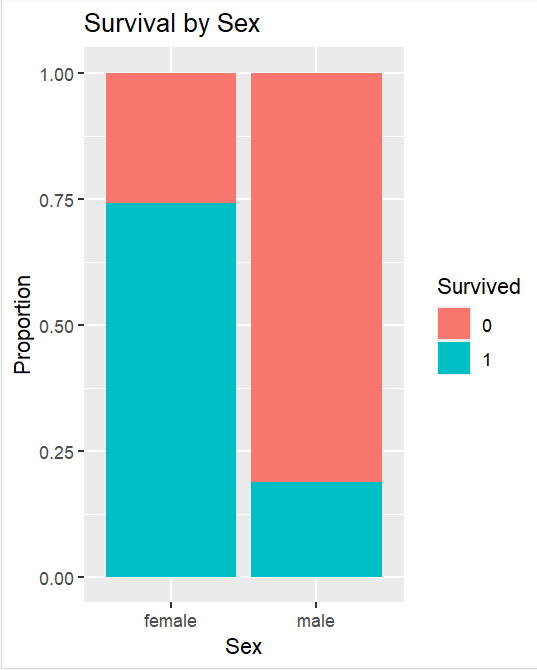 Survival by Sex
1.00
0.75
0.50
0.25
0.00
Proportion
female male
Sex
Survived
0
1